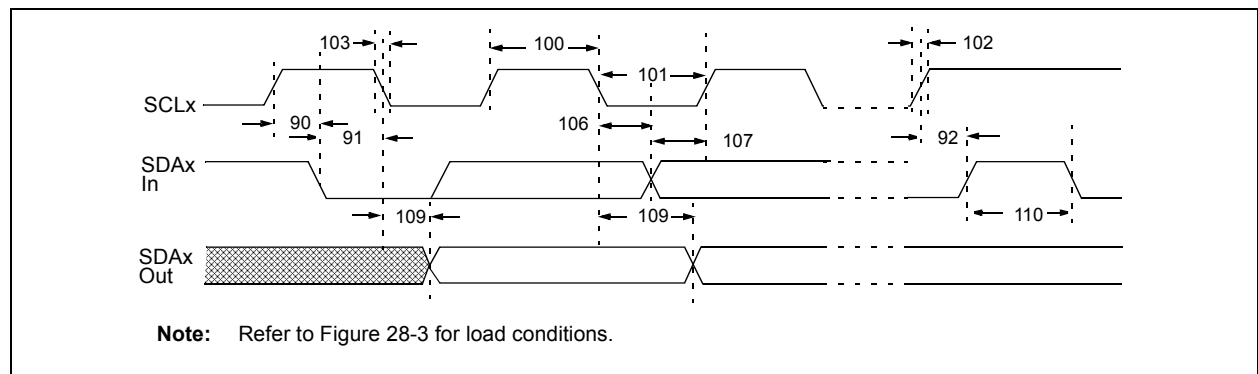 103
100
102
101
SCLx
90
91
106
107
92
SDAx
In
109
109
110
SDAx
Out
Note: Refer to Figure 28-3 for load conditions.